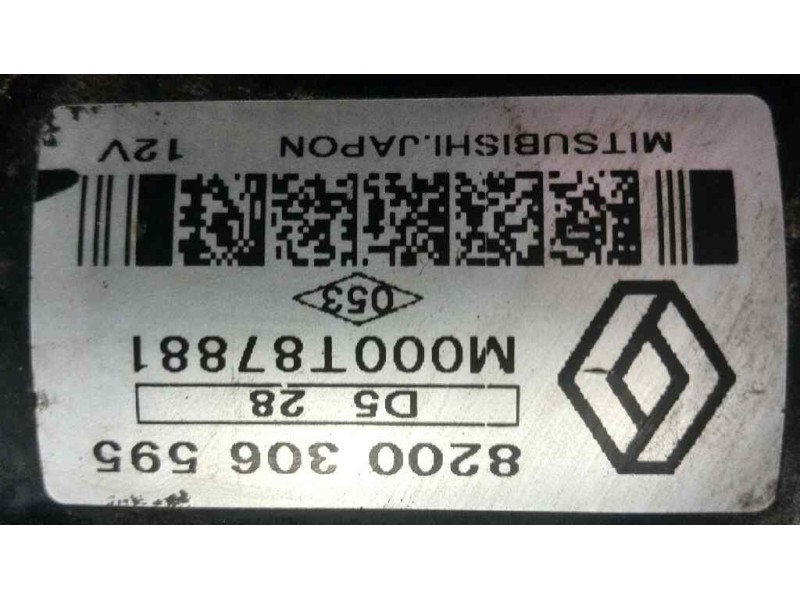 8200 306 595
D5 28
M000T87881
053
MITSUBISHI.JAPON 12V